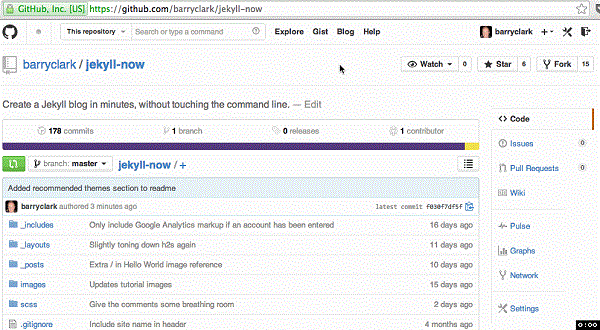 GitHub, Inc. [US] https://github.com/barryclark/jekyll-now
This repository Search or type a command Explore Gist Blog Help barryclark
barryclark / jekyll-now Watch 0 Star 6 Fork 15
Create a Jekyll blog in minutes, without touching the command line. — Edit
178 commits 1 branch 0 releases 1 contributor
branch: master jekyll-now / +
Added recommended themes section to readme
barryclark authored 3 minutes ago latest commit f030f7df5f
_includes Only include Google Analytics markup if an account has been entered 16 days ago
_layouts Slightly toning down h2s again 11 days ago
_posts Extra / in Hello World image reference 10 days ago
images Updates tutorial images 15 days ago
scss Give the comments some breathing room 2 days ago
.gitignore Include site name in header 4 months ago
Code
Issues 0
Pull Requests 0
Wiki
Pulse
Graphs
Network
Settings
0:00